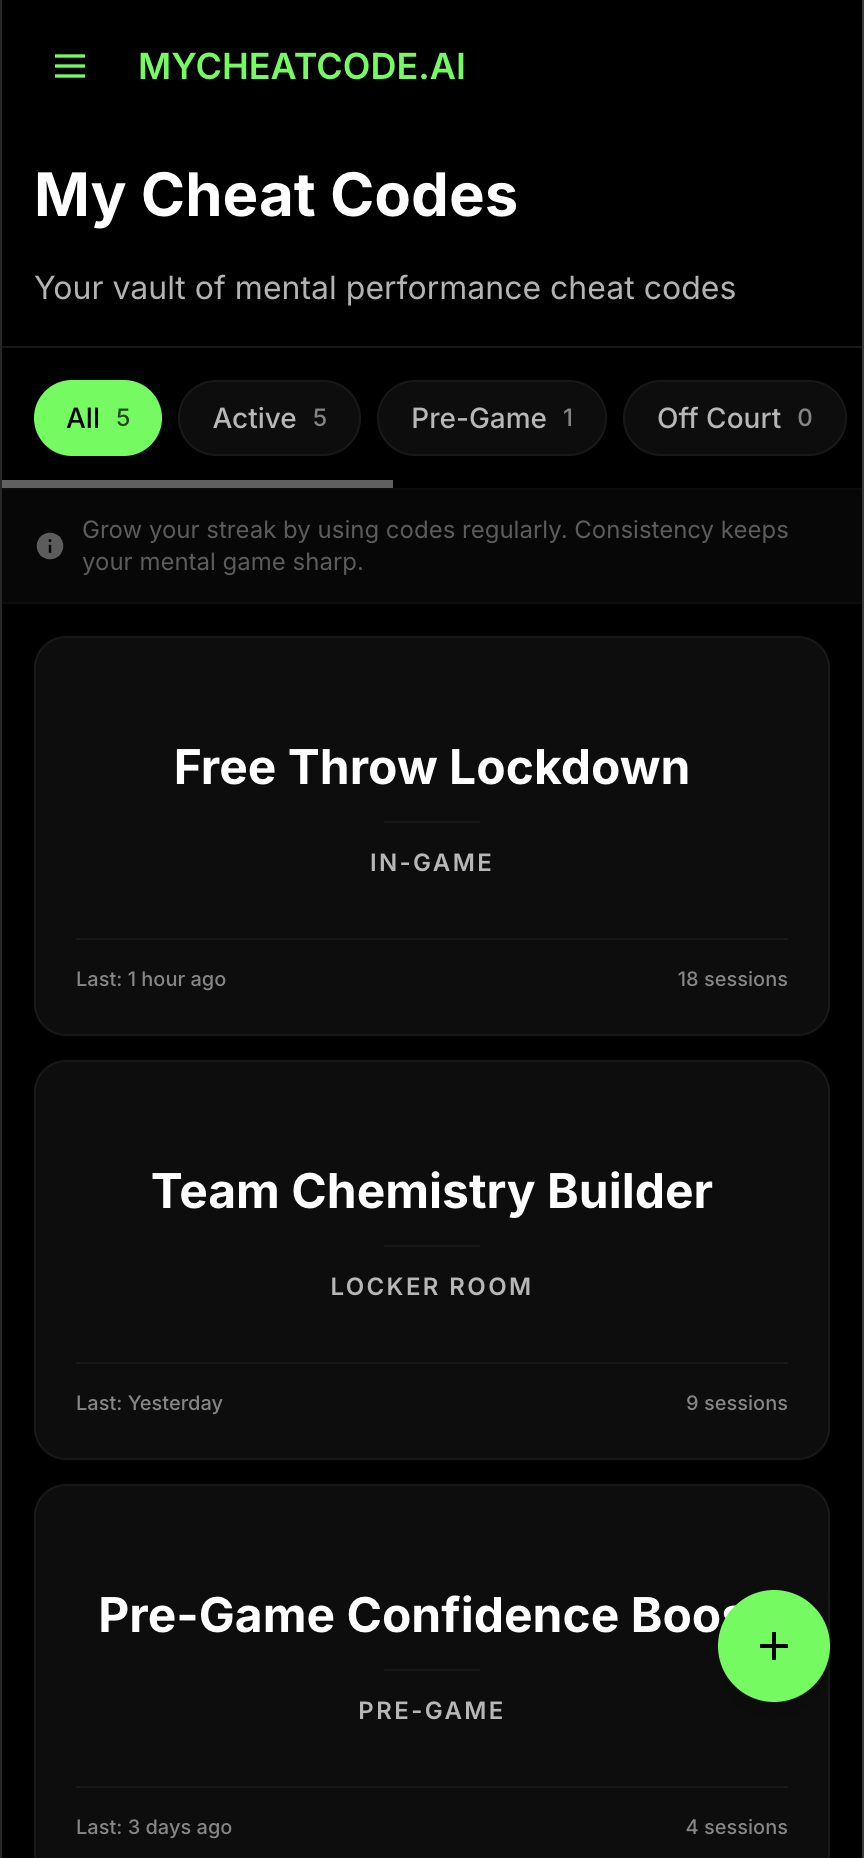 MYCHEATCODE.AI
My Cheat Codes
Your vault of mental performance cheat codes
All 5 Active 5 Pre-Game 1 Off Court 0
Grow your streak by using codes regularly. Consistency keeps
your mental game sharp.
Free Throw Lockdown
IN-GAME
Last: 1 hour ago 18 sessions
Team Chemistry Builder
LOCKER ROOM
Last: Yesterday 9 sessions
Pre-Game Confidence
PRE-GAME
Last: 3 days ago 4 sessions